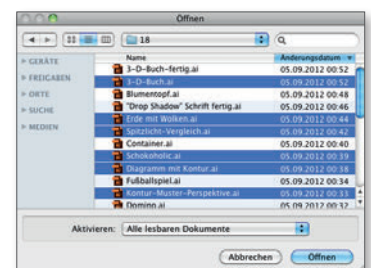 Öffnen
18
Name Änderungsdatum
GERÄTE
FREIGABEN
ORTE
SUCHE
MEDIEN
3-D-Buch-fertig.ai 05.09.2012 00:52
3-D-Buch.ai 05.09.2012 00:52
Blumentopf.ai 05.09.2012 00:48
"Drop Shadow" Schrift fertig.ai 05.09.2012 00:46
Erde mit Wolken.ai 05.09.2012 00:44
Spitzlicht-Vergleich.ai 05.09.2012 00:42
Container.ai 05.09.2012 00:40
Schokoholic.ai 05.09.2012 00:39
Diagramm mit Kontur.ai 05.09.2012 00:38
Fußballspiel.ai 05.09.2012 00:34
Kontur-Muster-Perspektive.ai 05.09.2012 00:33
Domino.ai 05.09.2012 00:32
Aktivieren: Alle lesbaren Dokumente
Abbrechen Öffnen